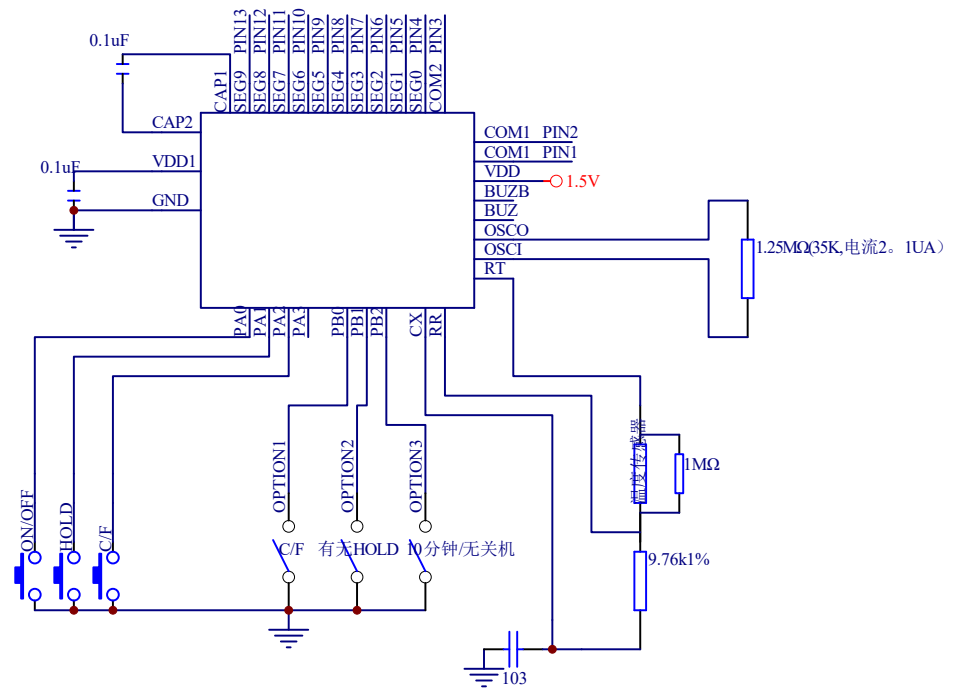 0.1uF
CAP1
SEG9 PIN13
SEG8 PIN12
SEG7 PIN11
SEG6 PIN10
SEG5 PIN9
SEG4 PIN8
SEG3 PIN7
SEG2 PIN6
SEG1 PIN5
SEG0 PIN4
COM2 PIN3
CAP2
COM1 PIN2
0.1uF
VDD1
COM1 PIN1
VDD
1.5V
GND
BUZB
BUZ
OSCO
OSCI
1.25MΩ(35K,电流2。1UA)
RT
PA0
PA1
PA2
PA3
PB0
PB1
PB2
CX
RR
OPTION1
OPTION2
OPTION3
温度传感器
1MΩ
ON/OFF
HOLD
C/F
C/F 有无HOLD 10分钟/无关机
9.76k1%
103